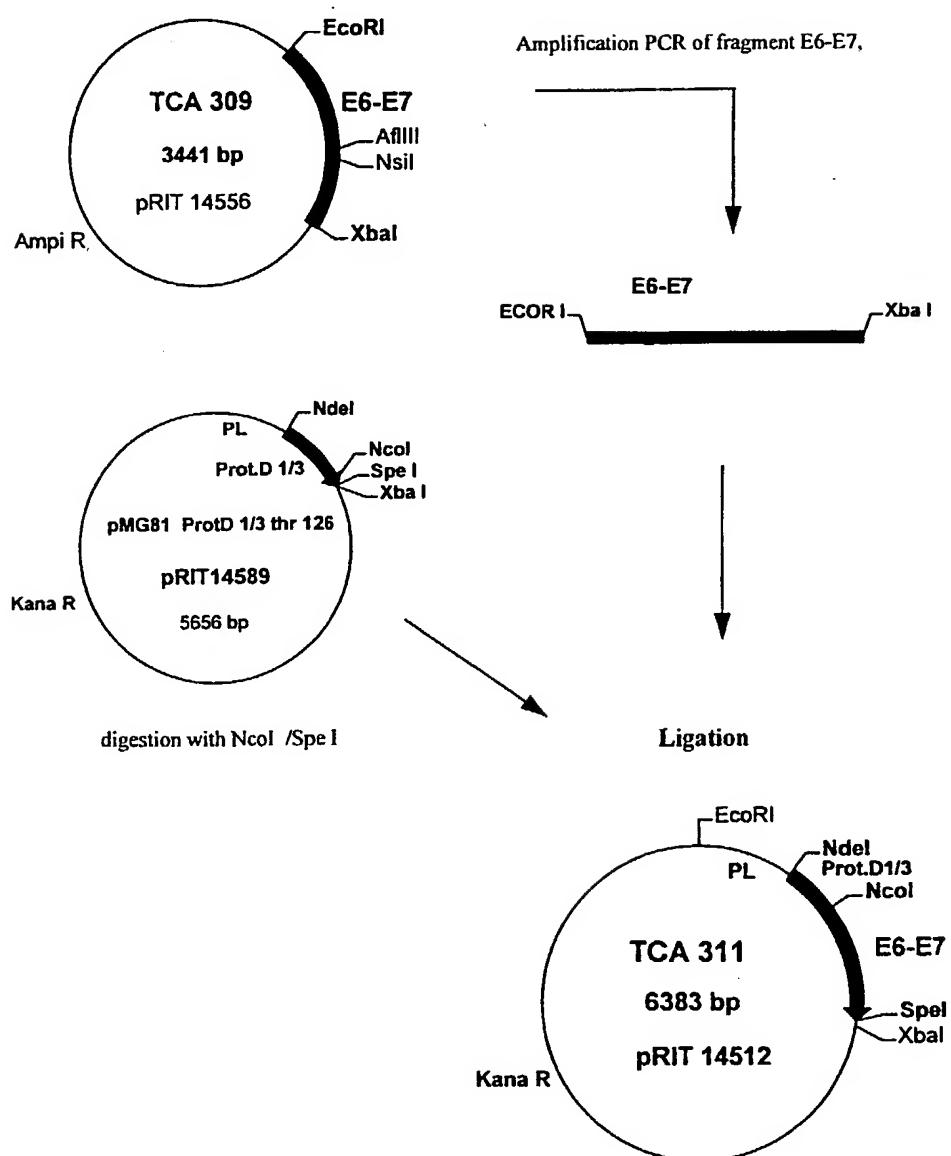 EcoRI
TCA 309
E6-E7
3441 bp
AflIII
NsiI
pRIT 14556
XbaI
Ampi R,
Amplification PCR of fragment E6-E7,
E6-E7
ECOR I
Xba I
NdeI
PL
NcoI
Prot.D 1/3
Spe I
Xba I
pMG81 ProtD 1/3 thr 126
pRIT14589
Kana R
5656 bp
digestion with NcoI /Spe I
Ligation
EcoRI
NdeI
PL
Prot.D1/3
NcoI
E6-E7
TCA 311
6383 bp
SpeI
XbaI
pRIT 14512
Kana R